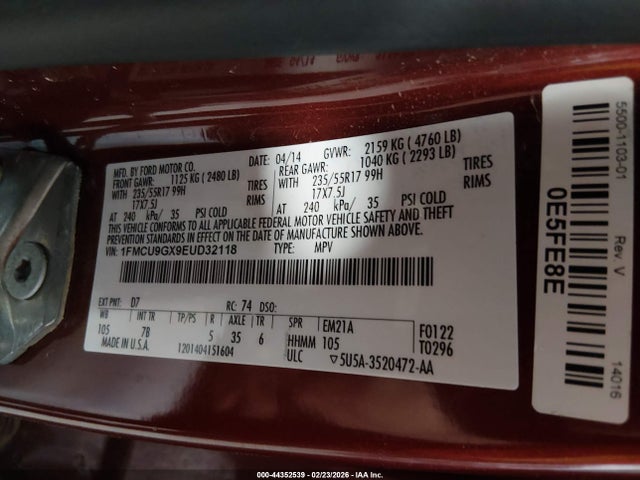 MFD. BY FORD MOTOR CO.
DATE: 04/14 GVWR: 2159 KG ( 4760 LB)
FRONT GAWR: 1125 KG ( 2480 LB)
REAR GAWR: 1040 KG ( 2293 LB)
WITH 235/55R17 99H TIRES
17X7.5J RIMS
AT 240 kPa/ 35 PSI COLD
WITH 235/55R17 99H TIRES
17X7.5J RIMS
AT 240 kPa/ 35 PSI COLD
THIS VEHICLE CONFORMS TO ALL APPLICABLE FEDERAL MOTOR VEHICLE SAFETY AND THEFT
PREVENTION STANDARDS IN EFFECT ON THE DATE OF MANUFACTURE SHOWN ABOVE.
VIN: 1FMCU9GX9EUD32118 TYPE: MPV
EXT PNT: D7 RC: 74 DSO:
WB INT TR TP/PS R AXLE TR SPR EM21A F0122
105 7B 5 35 6 HHMM 105 T0296
MADE IN U.S.A. 1201404151604 ULC ▽5U5A-3520472-AA
5500-1103-01 Rev. V 14016
0E5FE8E
000-44352539 - 02/23/2026 - IAA Inc.